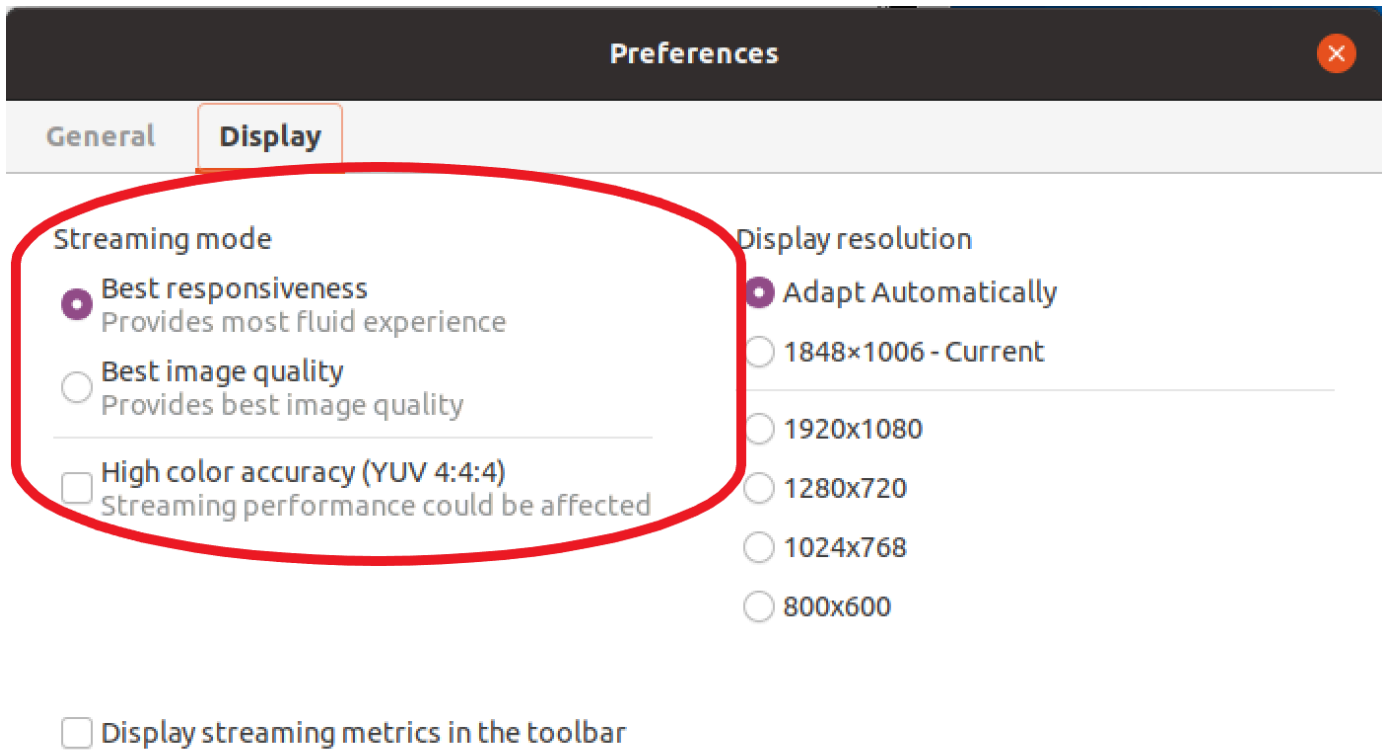 Preferences
General
Display
Streaming mode
Best responsiveness
Provides most fluid experience
Best image quality
Provides best image quality
High color accuracy (YUV 4:4:4)
Streaming performance could be affected
Display resolution
Adapt Automatically
1848×1006 - Current
1920x1080
1280x720
1024x768
800x600
Display streaming metrics in the toolbar